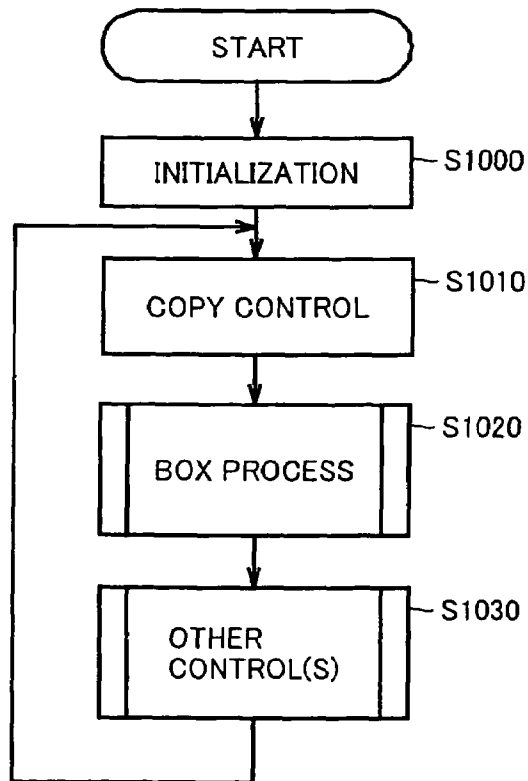 START
INITIALIZATION
S1000
COPY CONTROL
S1010
BOX PROCESS
S1020
OTHER
CONTROL(S)
S1030